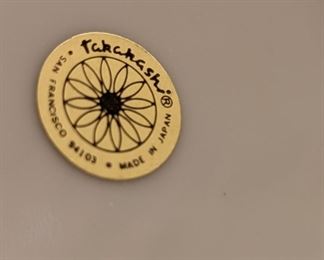 Takahashi®
SAN FRANCISCO 94103 • MADE IN JAPAN •